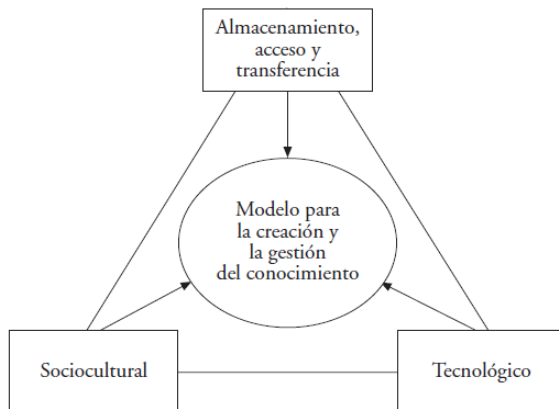 Almacenamiento,
acceso y
transferencia
Modelo para
la creación y
la gestión
del conocimiento
Sociocultural
Tecnológico